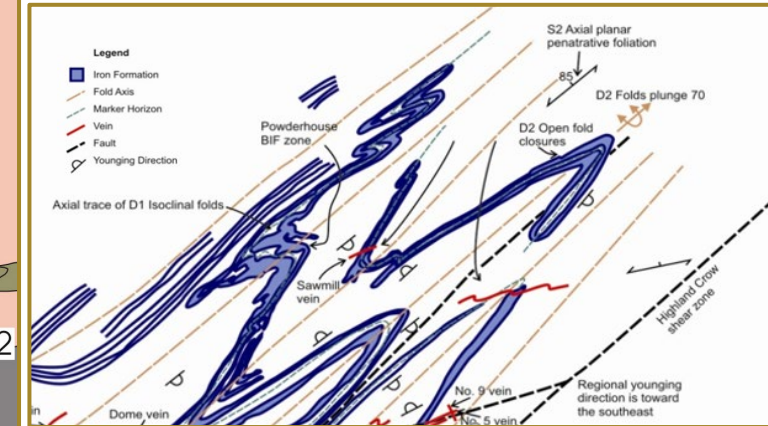 Legend
Iron Formation
Fold Axis
Marker Horizon
Vein
Fault
Younging Direction
S2 Axial planar
penatrative foliation
85
D2 Folds plunge 70
D2 Open fold
closures
Powderhouse
BIF zone
Axial trace of D1 Isoclinal folds
Sawmill
vein
Highland Crow
shear zone
Regional younging
direction is toward
the southeast
No. 9 vein
No. 5 vein
Dome vein
in
2